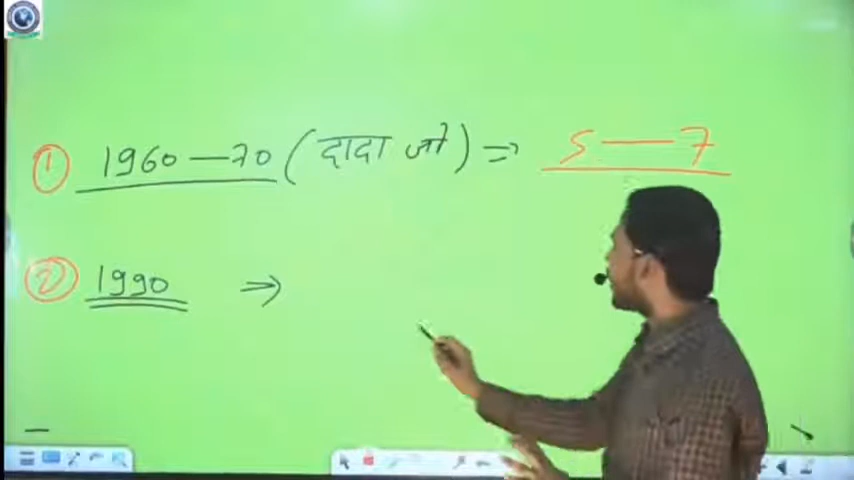 ① 1960 — 70 (दादा जी) ⇒ 5 — 7
② 1990 ⇒